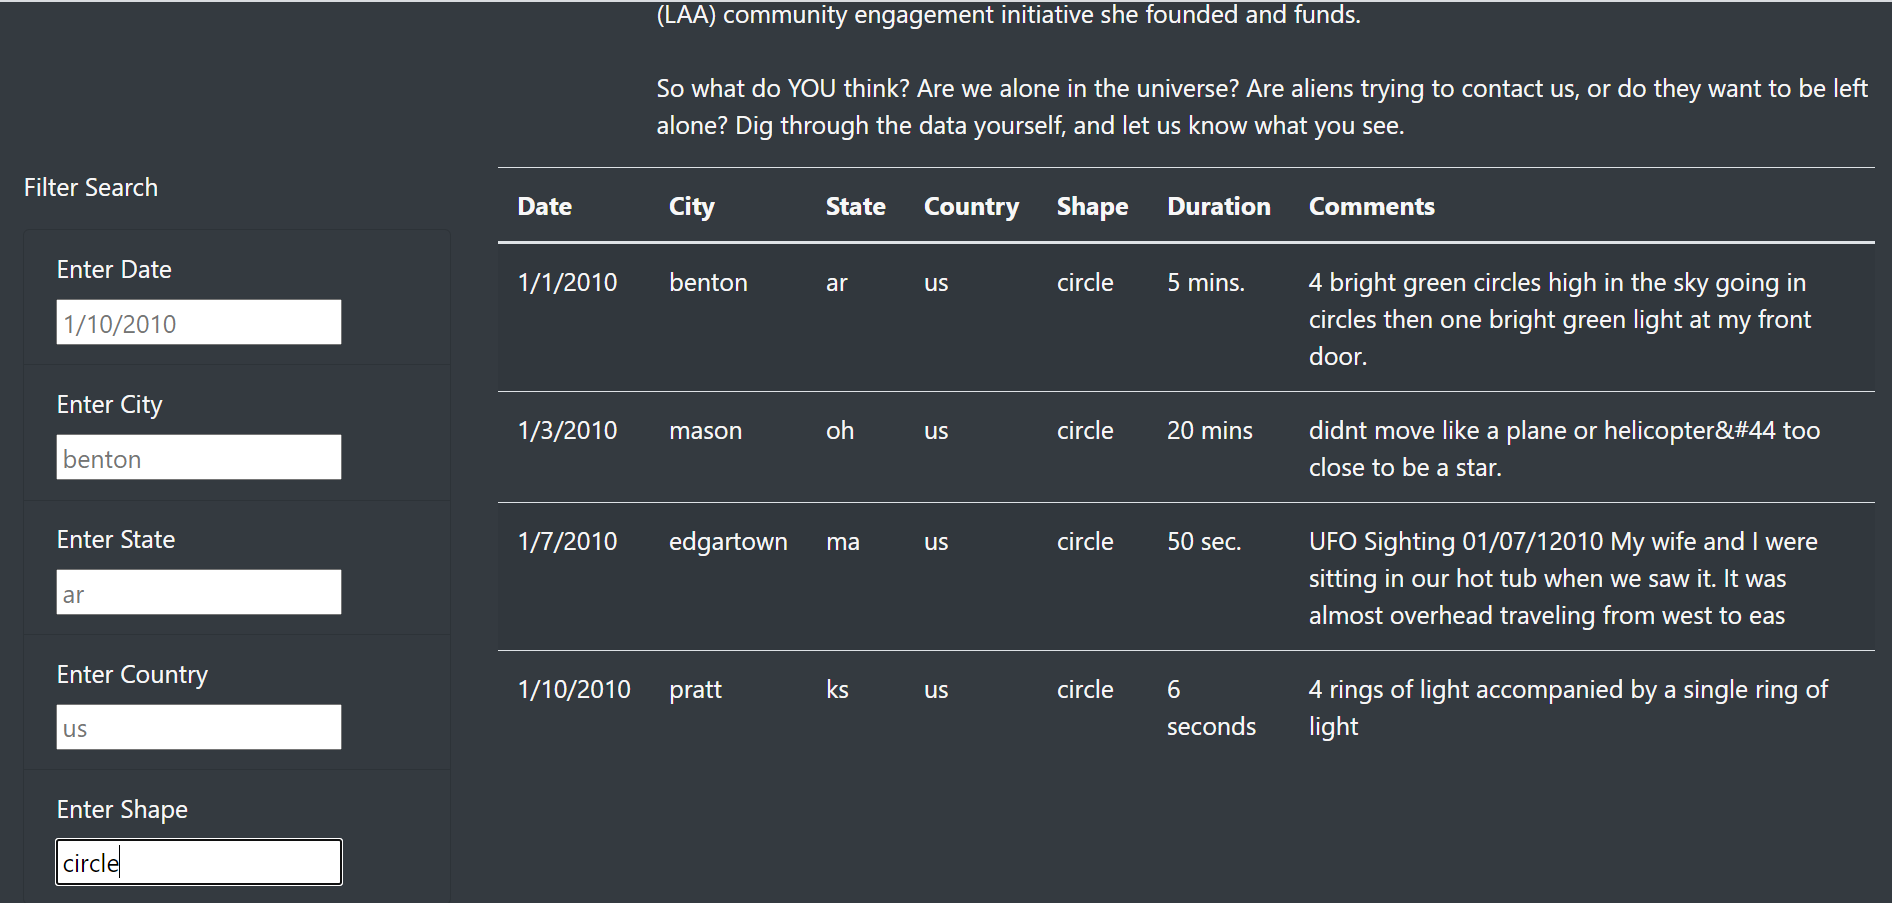 (LAA) community engagement initiative she founded and funds.
So what do YOU think? Are we alone in the universe? Are aliens trying to contact us, or do they want to be left
alone? Dig through the data yourself, and let us know what you see.
Filter Search
Enter Date
1/10/2010
Enter City
benton
Enter State
ar
Enter Country
us
Enter Shape
circle
Date City State Country Shape Duration Comments
1/1/2010 benton ar us circle 5 mins. 4 bright green circles high in the sky going in
circles then one bright green light at my front
door.
1/3/2010 mason oh us circle 20 mins didnt move like a plane or helicopter&#44 too
close to be a star.
1/7/2010 edgartown ma us circle 50 sec. UFO Sighting 01/07/12010 My wife and I were
sitting in our hot tub when we saw it. It was
almost overhead traveling from west to eas
1/10/2010 pratt ks us circle 6 4 rings of light accompanied by a single ring of
seconds light